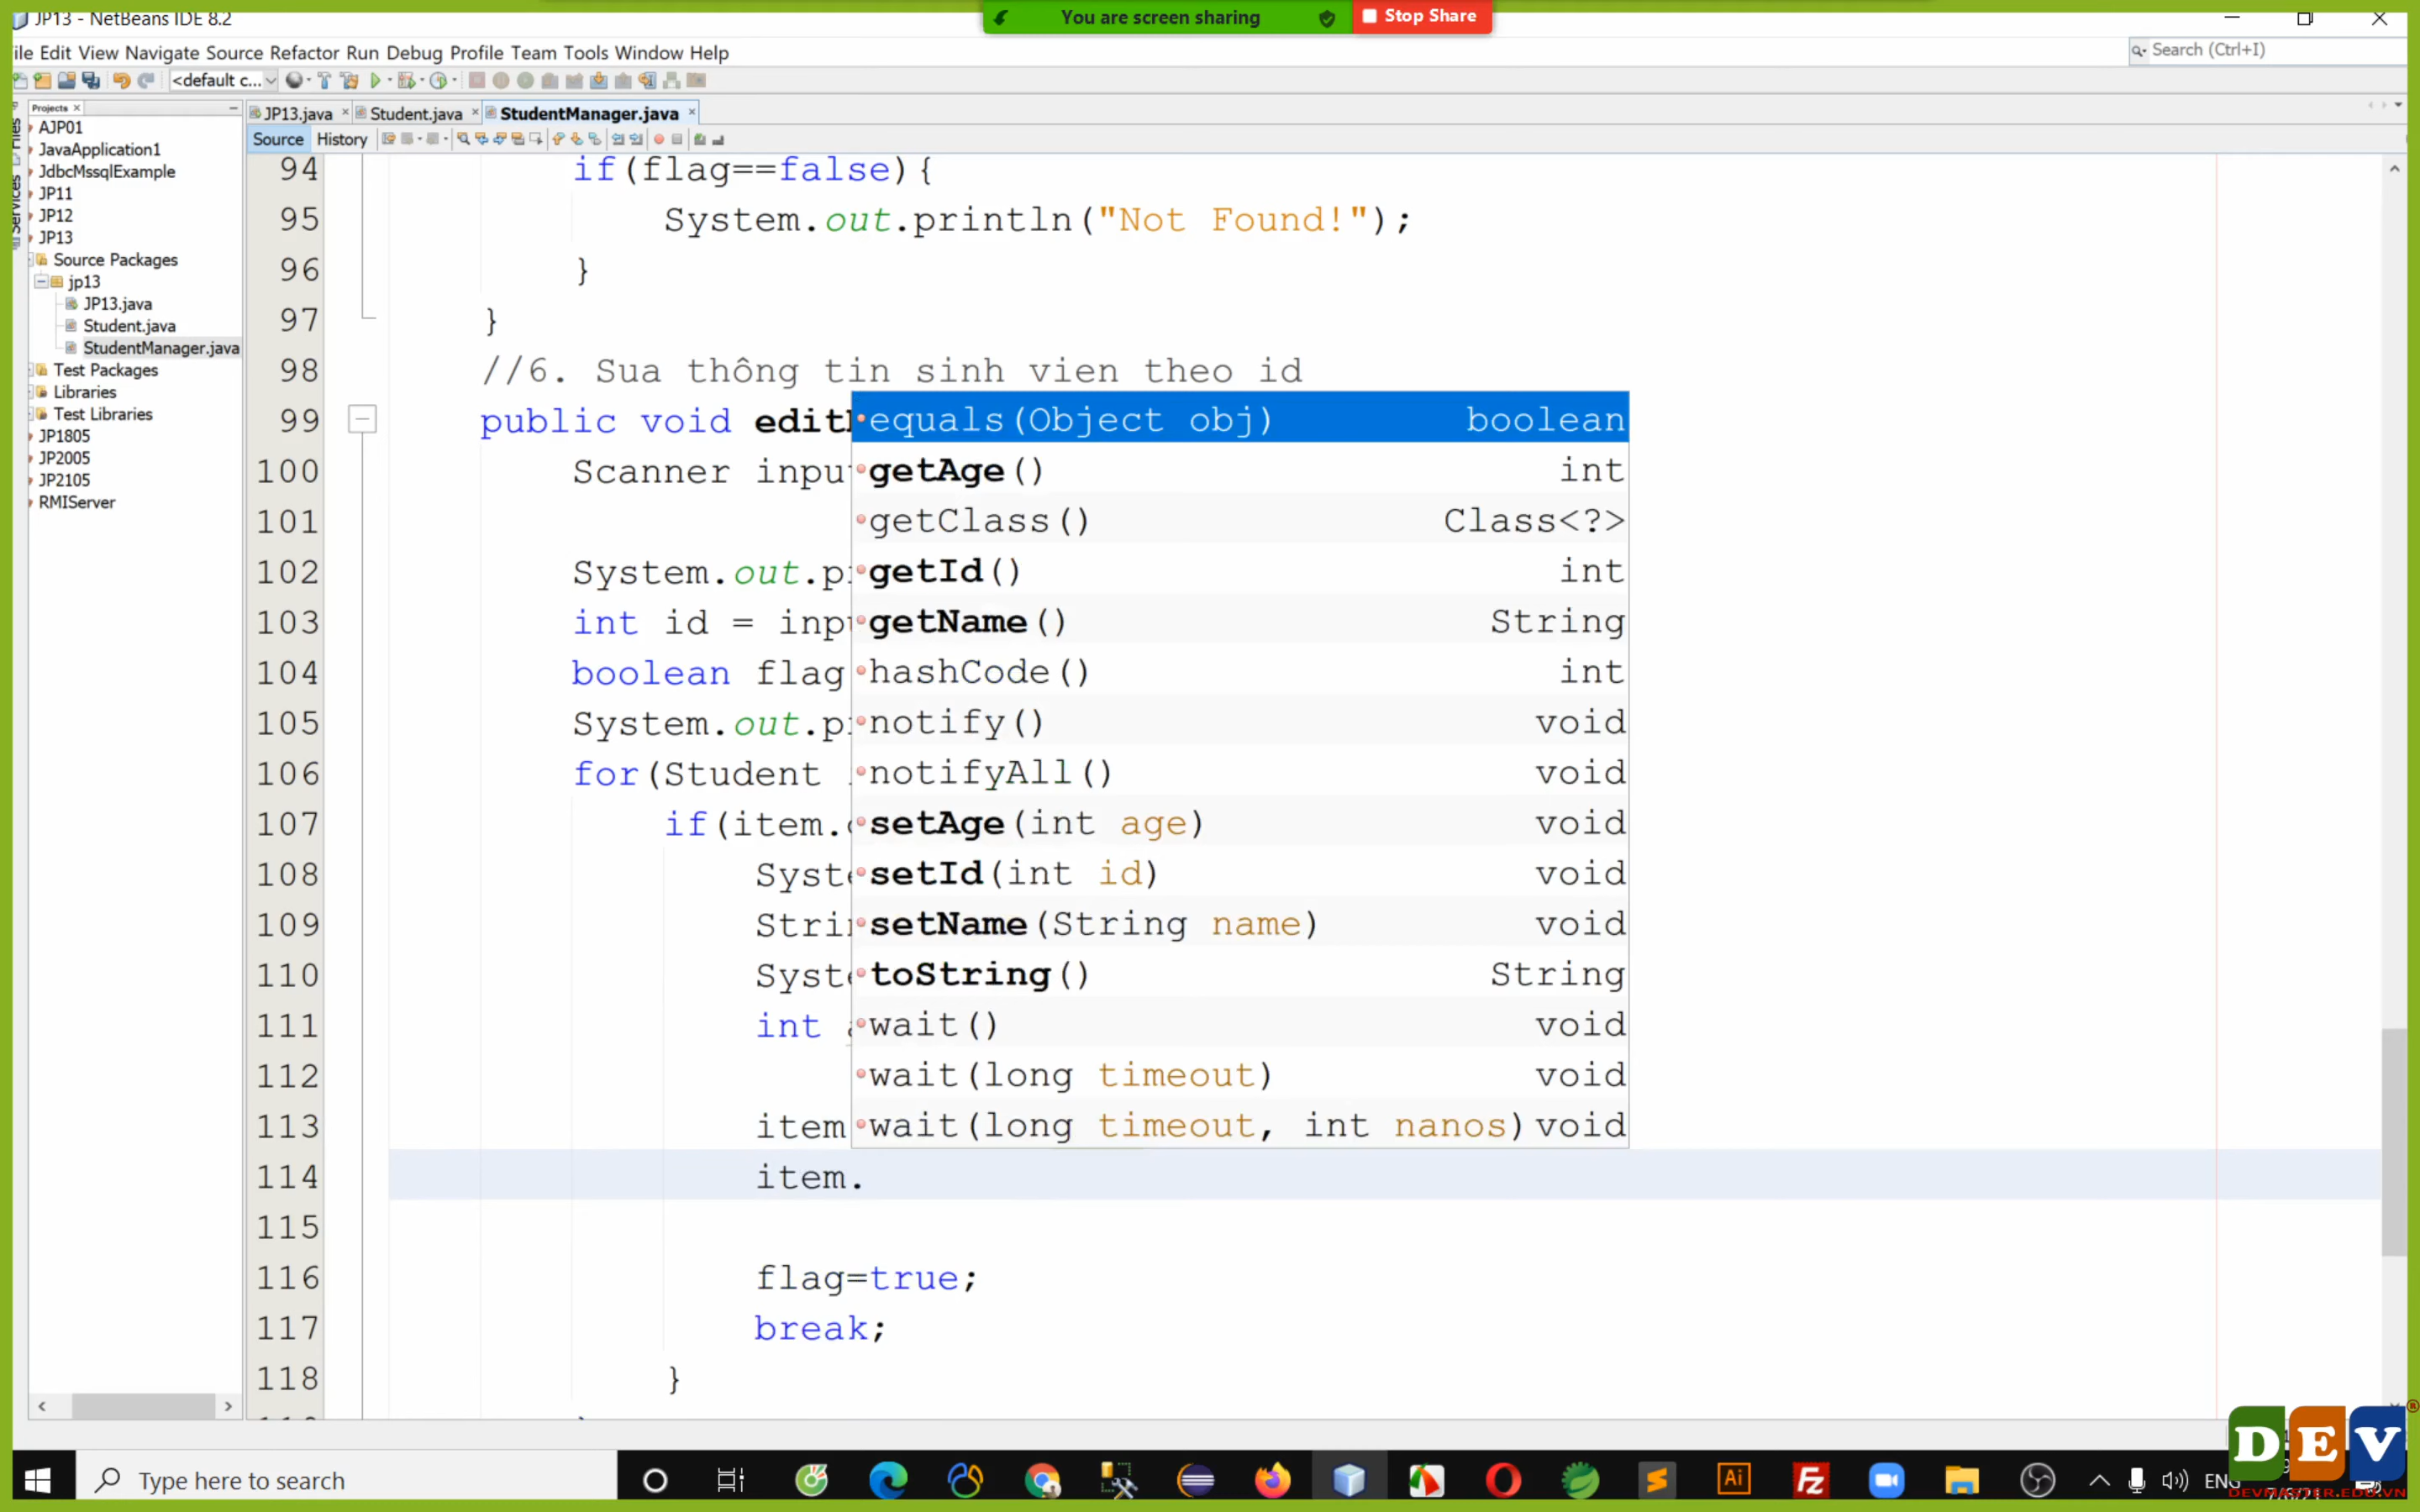 JP13 - NetBeans IDE 8.2
You are screen sharing
Stop Share
ile Edit View Navigate Source Refactor Run Debug Profile Team Tools Window Help
Search (Ctrl+I)
<default c...
Projects
JP13.java
Student.java
StudentManager.java
Source
History
Files
Services
AJP01
JavaApplication1
JdbcMssqlExample
JP11
JP12
JP13
Source Packages
jp13
JP13.java
Student.java
StudentManager.java
Test Packages
Libraries
Test Libraries
JP1805
JP2005
JP2105
RMIServer
94 if(flag==false){
95 System.out.println("Not Found!");
96 }
97 }
98 //6. Sua thông tin sinh vien theo id
99 public void edit
100 Scanner inpu
101
102 System.out.p
103 int id = inp
104 boolean flag
105 System.out.p
106 for(Student
107 if(item.
108 Syst
109 Stri
110 Syst
111 int
112
113 item
114 item.
115
116 flag=true;
117 break;
118 }
equals(Object obj) boolean
getAge() int
getClass() Class<?>
getId() int
getName() String
hashCode() int
notify() void
notifyAll() void
setAge(int age) void
setId(int id) void
setName(String name) void
toString() String
wait() void
wait(long timeout) void
wait(long timeout, int nanos) void
Type here to search
Ai
Fz
ENG
DEV
DEVMASTER.EDU.VN